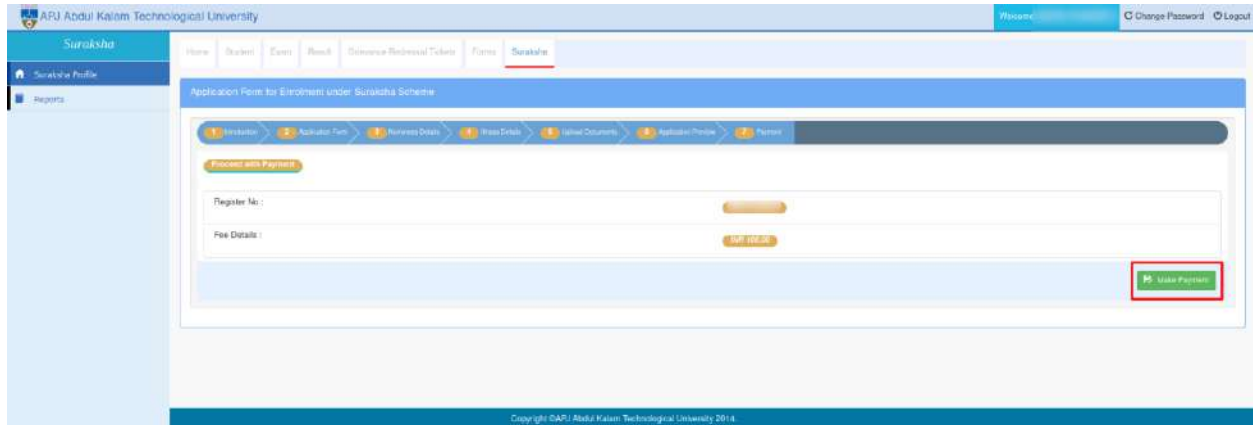 APJ Abdul Kalam Technological University
Welcome
Change Password
Logout
Suraksha
Home Student Exam Result Grievance Redressal Tickets Forms Suraksha
Suraksha Profile
Reports
Application Form for Enrolment under Suraksha Scheme
1 Introduction 2 Application Form 3 Nominees Details 4 Illness Details 5 Upload Documents 6 Application Preview 7 Payment
Proceed with Payment
Register No :
Fee Details :
INR 100.00
Make Payment
Copyright ©APJ Abdul Kalam Technological University 2014.